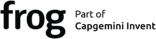 frog
Part of
Capgemini Invent